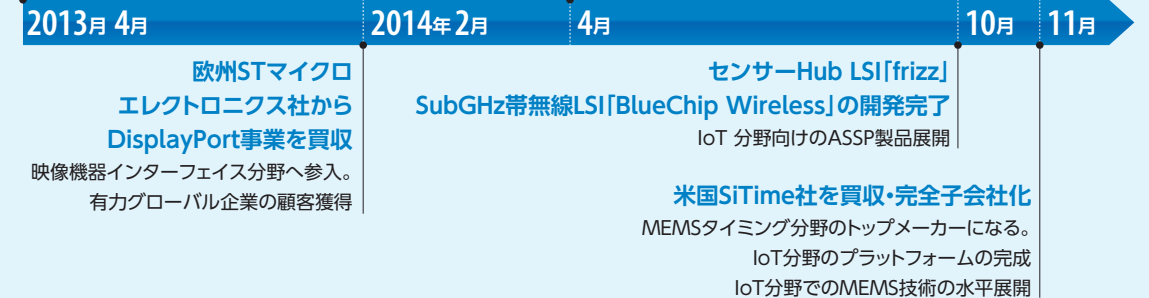 2013月 4月 2014年 2月 4月 10月 11月
欧州STマイクロ
エレクトロニクス社から
DisplayPort事業を買収
映像機器インターフェイス分野へ参入。
有力グローバル企業の顧客獲得
センサーHub LSI「frizz」
SubGHz帯無線LSI「BlueChip Wireless」の開発完了
IoT 分野向けのASSP製品展開
米国SiTime社を買収・完全子会社化
MEMSタイミング分野のトップメーカーになる。
IoT分野のプラットフォームの完成
IoT分野でのMEMS技術の水平展開